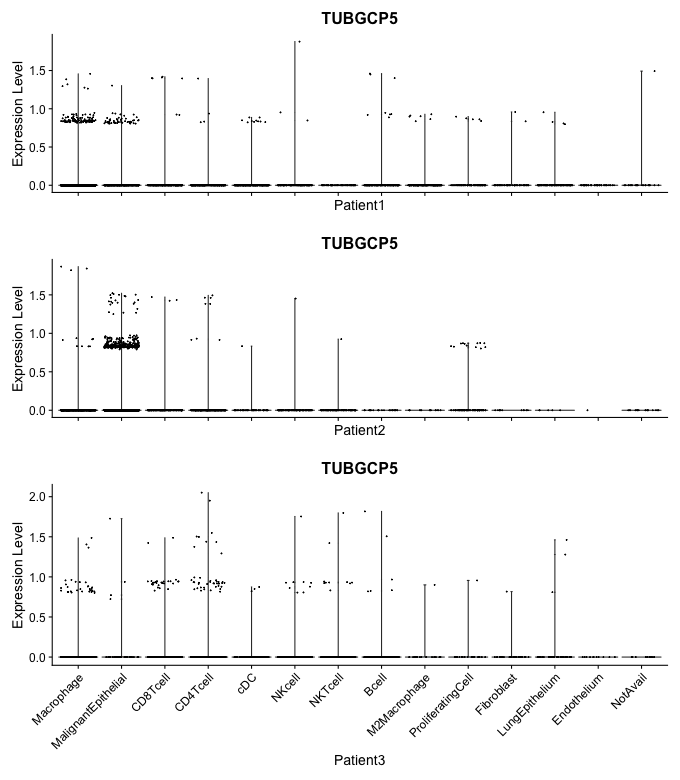 TUBGCP5
Expression Level
1.5
1.0
0.5
0.0
Patient1
TUBGCP5
Expression Level
1.5
1.0
0.5
0.0
Patient2
TUBGCP5
Expression Level
2.0
1.5
1.0
0.5
0.0
Macrophage
MalignantEpithelial
CD8Tcell
CD4Tcell
cDC
NKcell
NKTcell
Bcell
M2Macrophage
ProliferatingCell
Fibroblast
LungEpithelium
Endothelium
NotAvail
Patient3